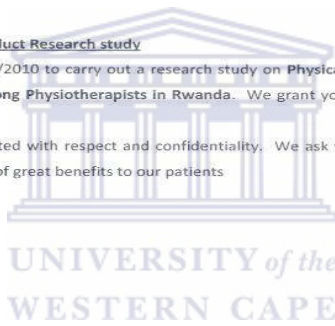 duct Research study
/2010 to carry out a research study on Physica
ong Physiotherapists in Rwanda. We grant yo
ted with respect and confidentiality. We ask
of great benefits to our patients
UNIVERSITY of the
WESTERN CAPE